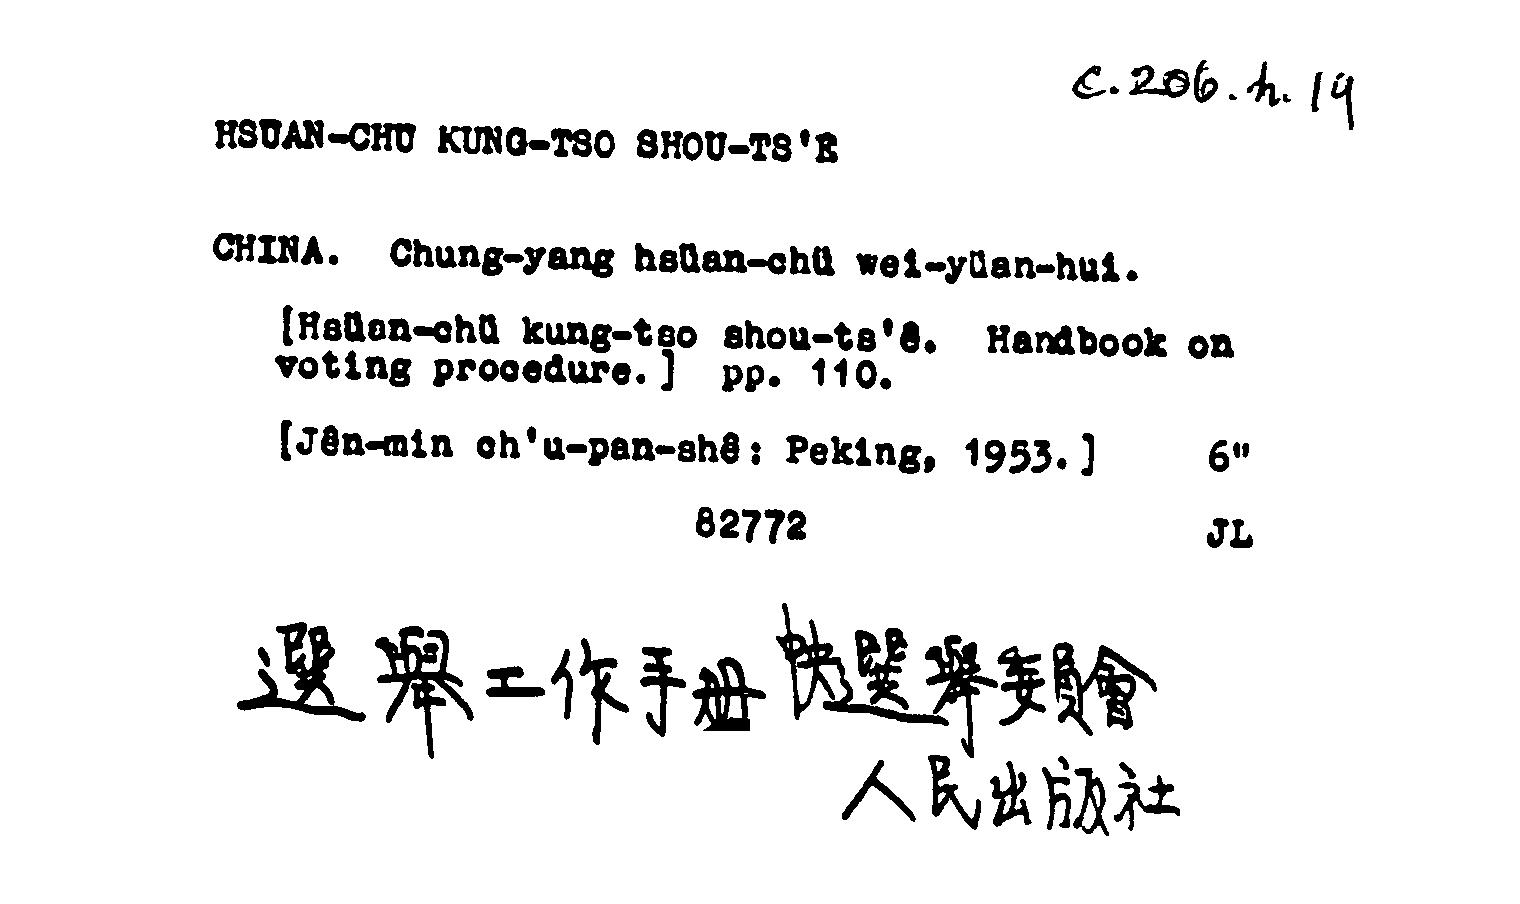 c.206.h.19
HSÜAN-CHÜ KUNG-TSO SHOU-TS'Ê
CHINA. Chung-yang hsüan-chü wei-yüan-hui.
[Hsüan-chü kung-tso shou-ts'ê. Handbook on
voting procedure.] pp. 110.
[Jên-min ch'u-pan-shê: Peking, 1953.] 6"
82772 JL
選舉工作手册 中央選舉委員會
人民出版社